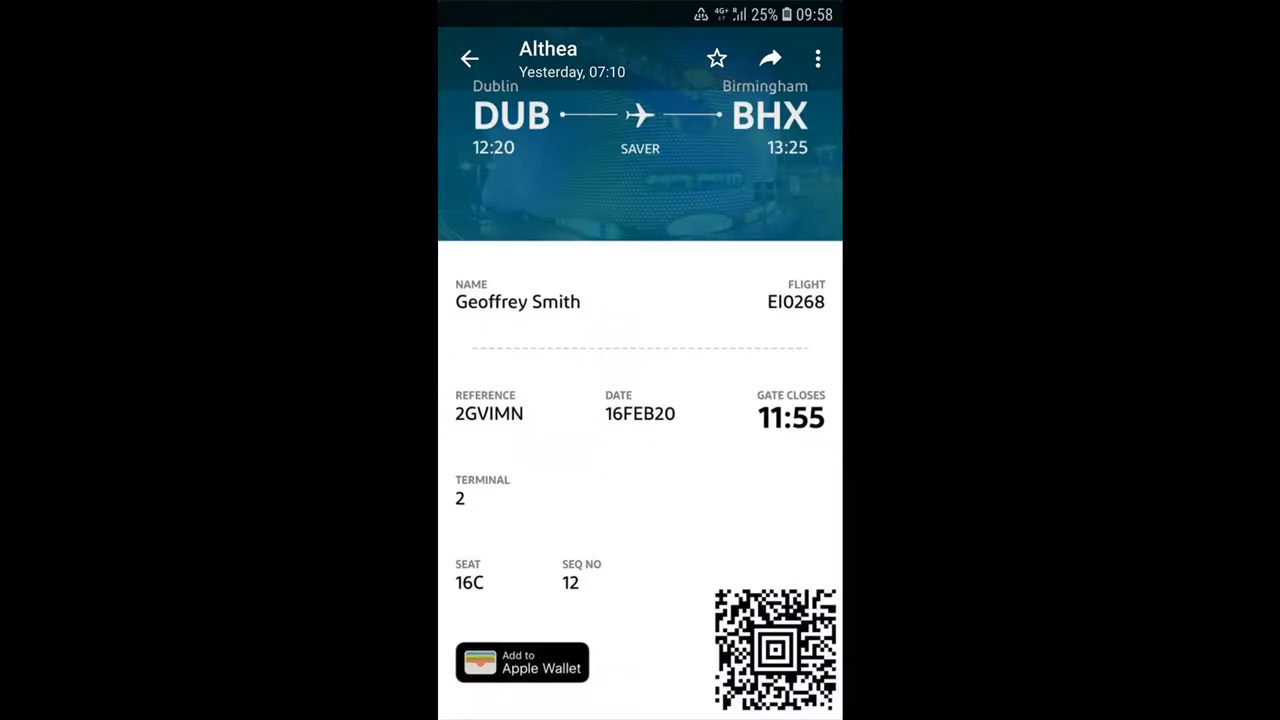 4G+ R 25% 09:58
Althea
Yesterday, 07:10
Dublin Birmingham
DUB BHX
12:20 SAVER 13:25
NAME FLIGHT
Geoffrey Smith EI0268
REFERENCE DATE GATE CLOSES
2GVIMN 16FEB20 11:55
TERMINAL
2
SEAT SEQ NO
16C 12
Add to
Apple Wallet